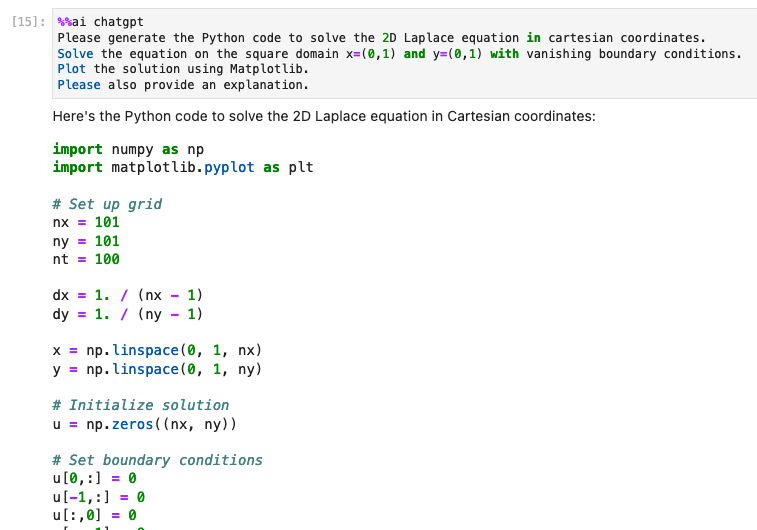 [15]: %%ai chatgpt
Please generate the Python code to solve the 2D Laplace equation in cartesian coordinates.
Solve the equation on the square domain x=(0,1) and y=(0,1) with vanishing boundary conditions.
Plot the solution using Matplotlib.
Please also provide an explanation.
Here's the Python code to solve the 2D Laplace equation in Cartesian coordinates:
import numpy as np
import matplotlib.pyplot as plt
# Set up grid
nx = 101
ny = 101
nt = 100
dx = 1. / (nx - 1)
dy = 1. / (ny - 1)
x = np.linspace(0, 1, nx)
y = np.linspace(0, 1, ny)
# Initialize solution
u = np.zeros((nx, ny))
# Set boundary conditions
u[0,:] = 0
u[-1,:] = 0
u[:,0] = 0